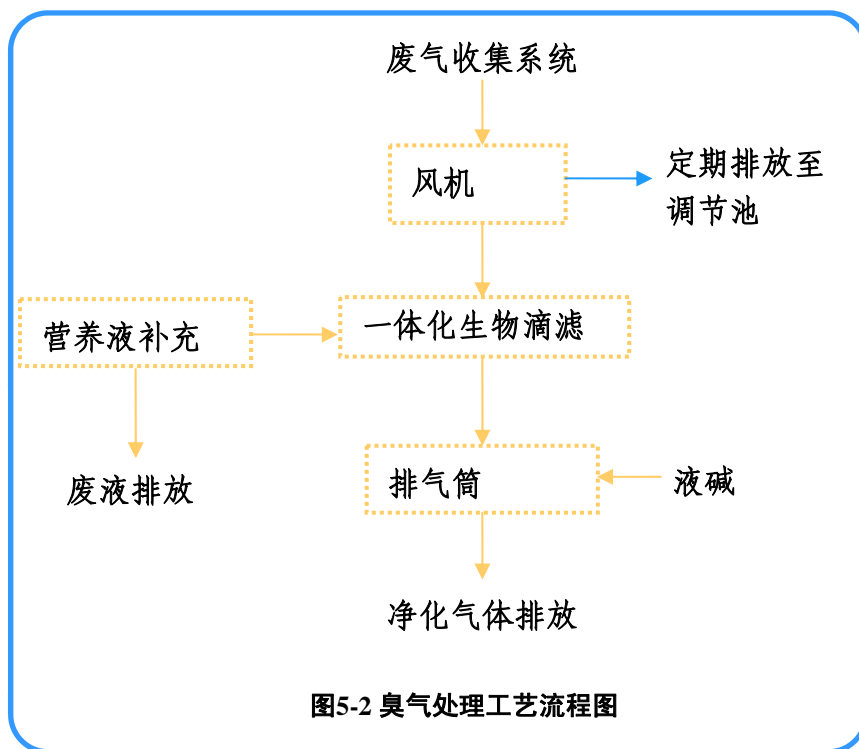 废气收集系统
风机
定期排放至
调节池
营养液补充
一体化生物滴滤
废液排放
排气筒
液碱
净化气体排放
图5-2 臭气处理工艺流程图